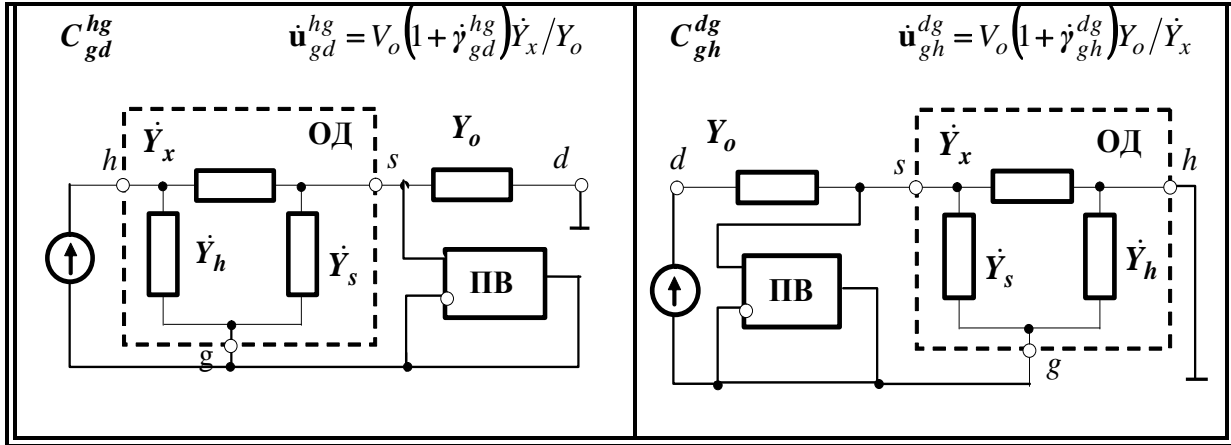 C_{gd}^{hg}
u̇_{gd}^{hg} = V_o(1 + γ̇_{gd}^{hg})Ẏ_x/Y_o
Ẏ_x
ОД
Y_o
h
s
d
Ẏ_h
Ẏ_s
ПВ
g
C_{gh}^{dg}
u̇_{gh}^{dg} = V_o(1 + γ̇_{gh}^{dg})Y_o/Ẏ_x
Y_o
Ẏ_x
ОД
d
s
h
Ẏ_s
Ẏ_h
ПВ
g